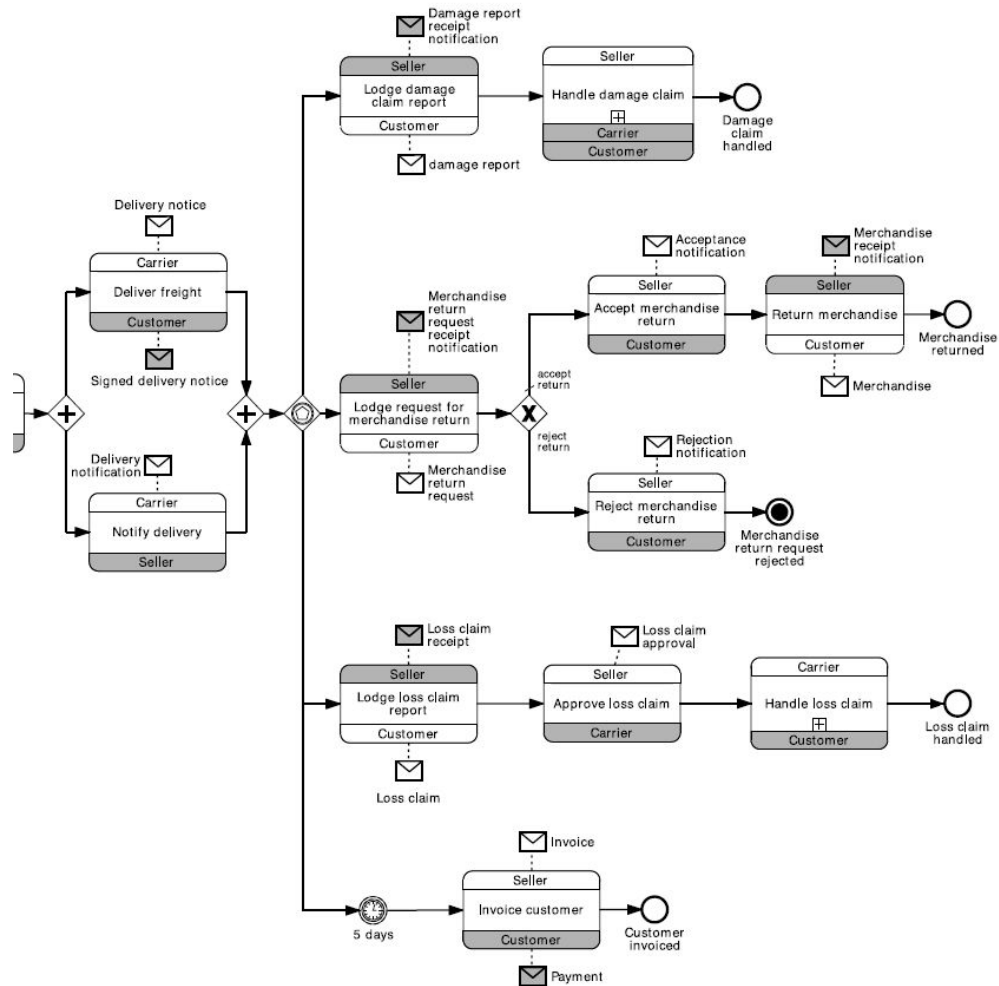 Damage report
receipt
notification
Seller
Lodge damage
claim report
Customer
damage report
Seller
Handle damage claim
Carrier
Customer
Damage
claim
handled
Delivery notice
Carrier
Deliver freight
Customer
Signed delivery notice
Delivery
notification
Carrier
Notify delivery
Seller
Merchandise
return
request
receipt
notification
Seller
Lodge request for
merchandise return
Customer
Merchandise
return
request
accept
return
reject
return
Acceptance
notification
Seller
Accept merchandise
return
Customer
Merchandise
receipt
notification
Seller
Return merchandise
Customer
Merchandise
Merchandise
returned
Rejection
notification
Seller
Reject merchandise
return
Customer
Merchandise
return request
rejected
Loss claim
receipt
Seller
Lodge loss claim
report
Customer
Loss claim
Loss claim
approval
Seller
Approve loss claim
Carrier
Carrier
Handle loss claim
Customer
Loss claim
handled
5 days
Invoice
Seller
Invoice customer
Customer
Payment
Customer
invoiced